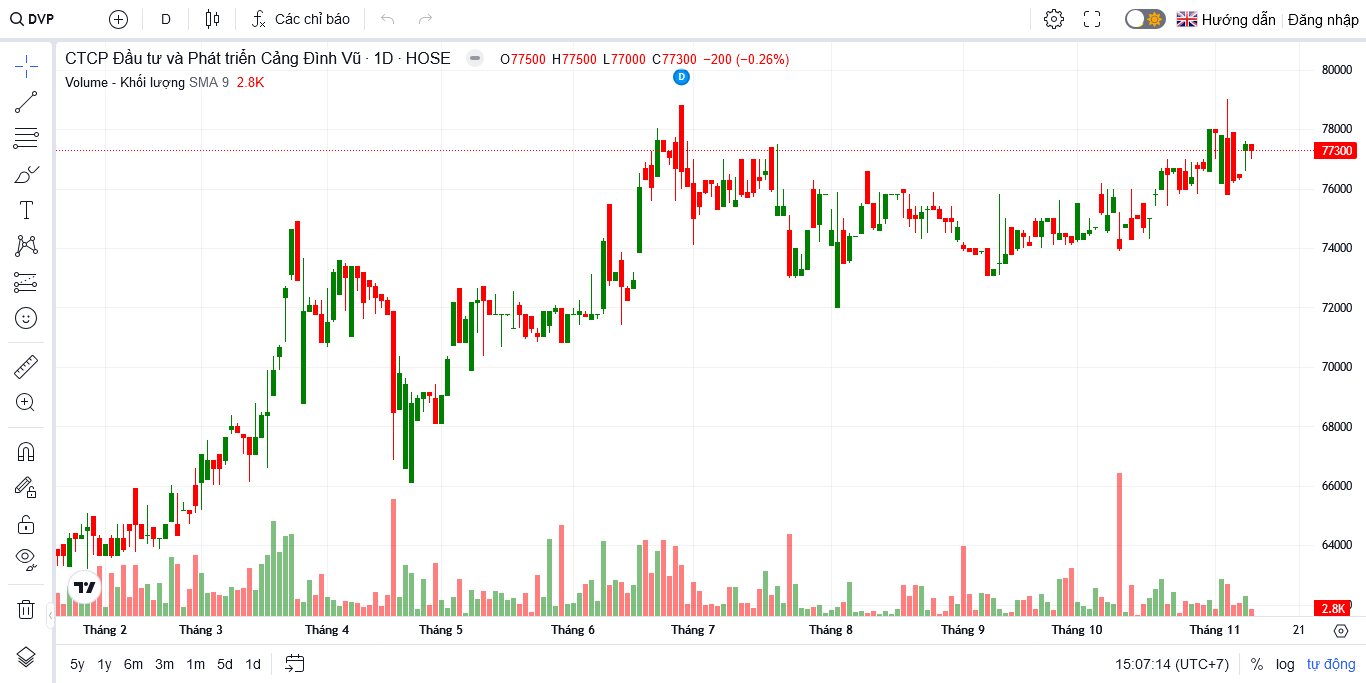 DVP D Các chỉ báo Hướng dẫn Đăng nhập
CTCP Đầu tư và Phát triển Cảng Đình Vũ · 1D · HOSE O77500 H77500 L77000 C77300 −200 (−0.26%)
Volume - Khối lượng SMA 9 2.8K
D
80000
78000
77300
76000
74000
72000
70000
68000
66000
64000
2.8K
Tháng 2 Tháng 3 Tháng 4 Tháng 5 Tháng 6 Tháng 7 Tháng 8 Tháng 9 Tháng 10 Tháng 11 21
5y 1y 6m 3m 1m 5d 1d 15:07:14 (UTC+7) % log tự động